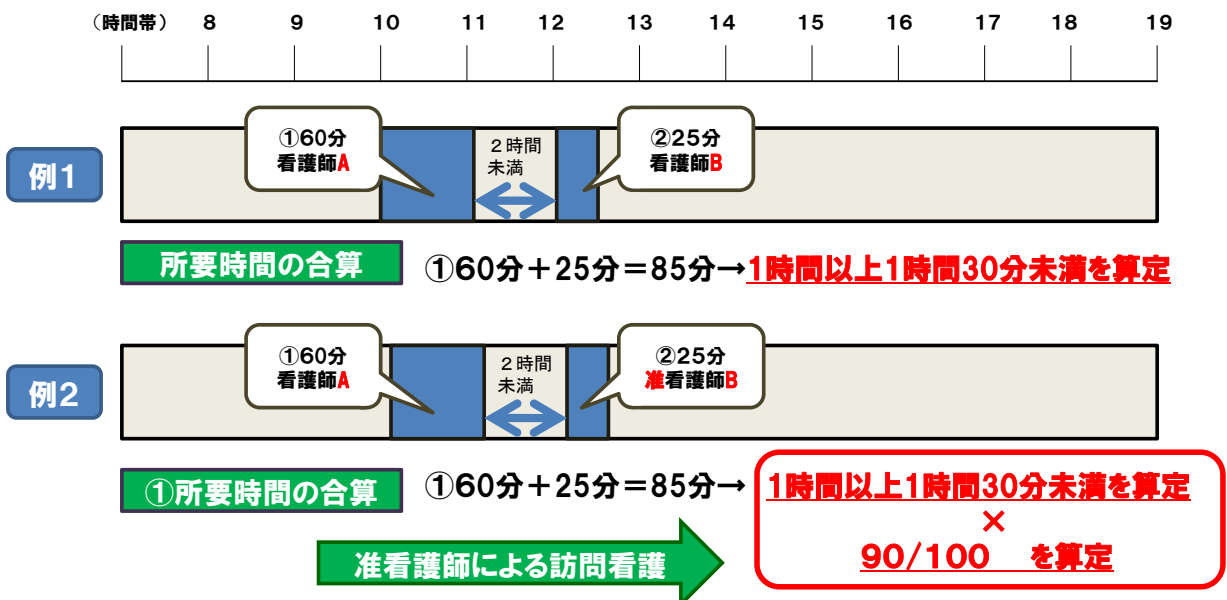 （時間帯） 8 9 10 11 12 13 14 15 16 17 18 19
例1
①60分
看護師A
２時間
未満
②25分
看護師B
所要時間の合算
①60分＋25分＝85分→1時間以上1時間30分未満を算定
例2
①60分
看護師A
２時間
未満
②25分
准看護師B
①所要時間の合算
①60分＋25分＝85分→
1時間以上1時間30分未満を算定
×
90/100　を算定
准看護師による訪問看護